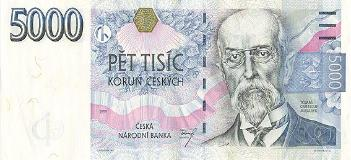 5000
PĚT TISÍC
KORUN ČESKÝCH
ČESKÁ
NÁRODNÍ BANKA
5000